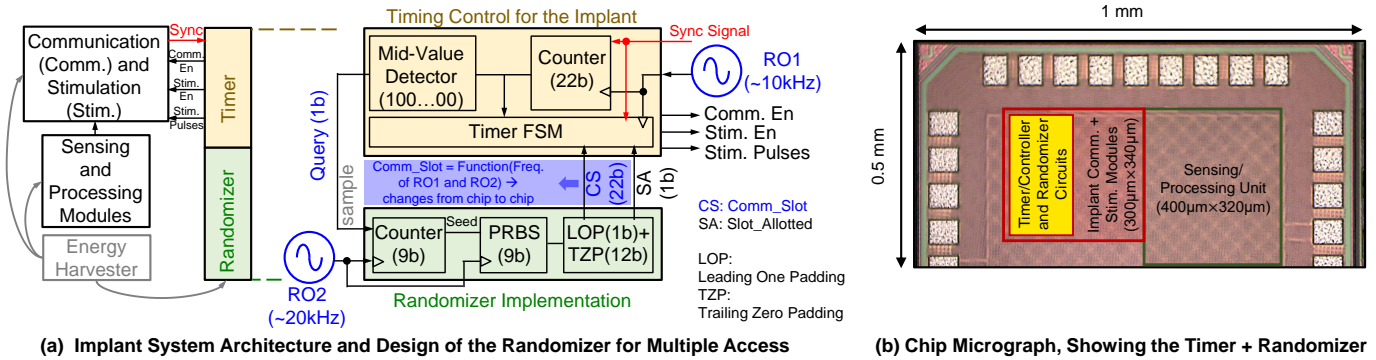 Communication
(Comm.) and
Stimulation
(Stim.)
Sensing
and
Processing
Modules
Energy
Harvester
Sync
Comm.
En
Stim.
En
Stim.
Pulses
Timer
Randomizer
Timing Control for the Implant
Mid-Value
Detector
(100...00)
Counter
(22b)
Timer FSM
Sync Signal
RO1
(~10kHz)
Comm. En
Stim. En
Stim. Pulses
Query (1b)
sample
Comm_Slot = Function(Freq.
of RO1 and RO2) →
changes from chip to chip
CS
(22b)
SA
(1b)
Counter
(9b)
Seed
PRBS
(9b)
LOP(1b)+
TZP(12b)
RO2
(~20kHz)
Randomizer Implementation
CS: Comm_Slot
SA: Slot_Allotted
LOP:
Leading One Padding
TZP:
Trailing Zero Padding
(a) Implant System Architecture and Design of the Randomizer for Multiple Access
1 mm
0.5 mm
Timer/Controller
and Randomizer
Circuits
Implant Comm. +
Stim. Modules
(300μm×340μm)
Sensing/
Processing Unit
(400μm×320μm)
(b) Chip Micrograph, Showing the Timer + Randomizer